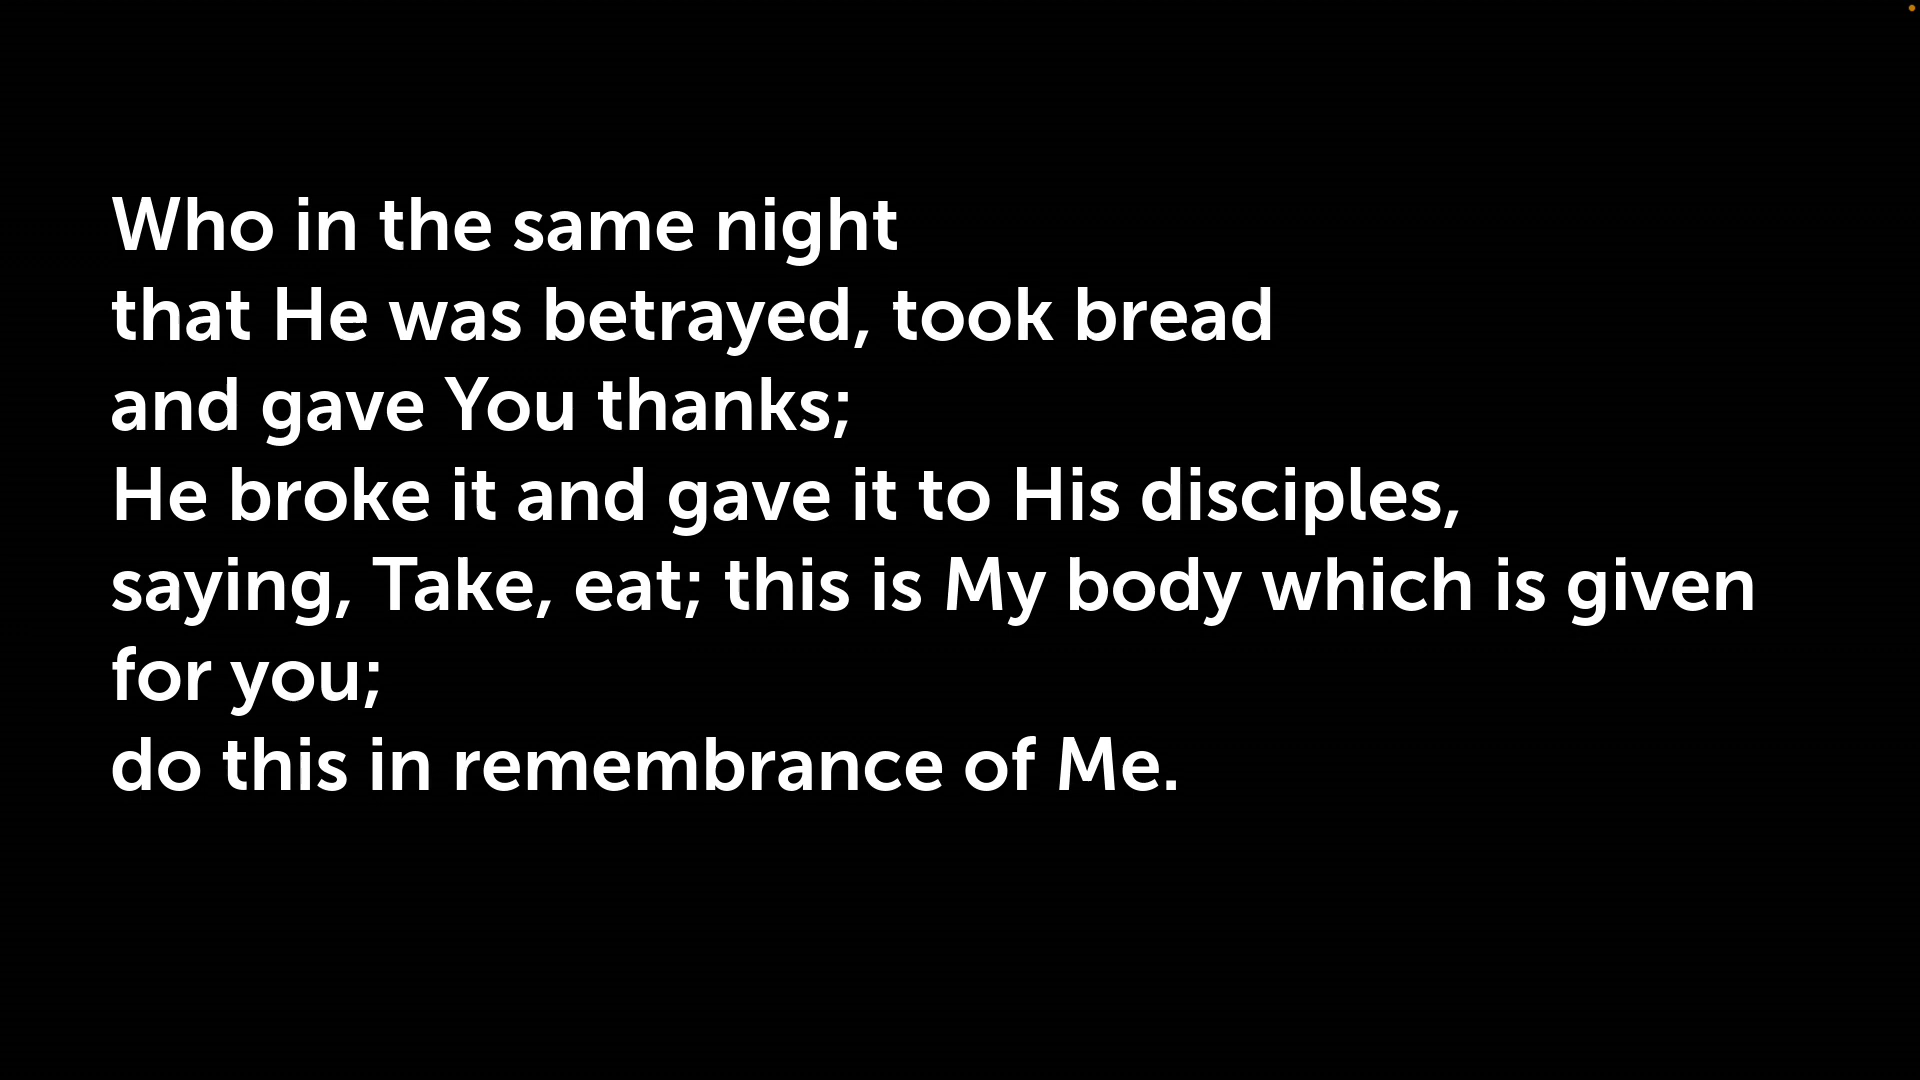 Who in the same night
that He was betrayed, took bread
and gave You thanks;
He broke it and gave it to His disciples,
saying, Take, eat; this is My body which is given
for you;
do this in remembrance of Me.